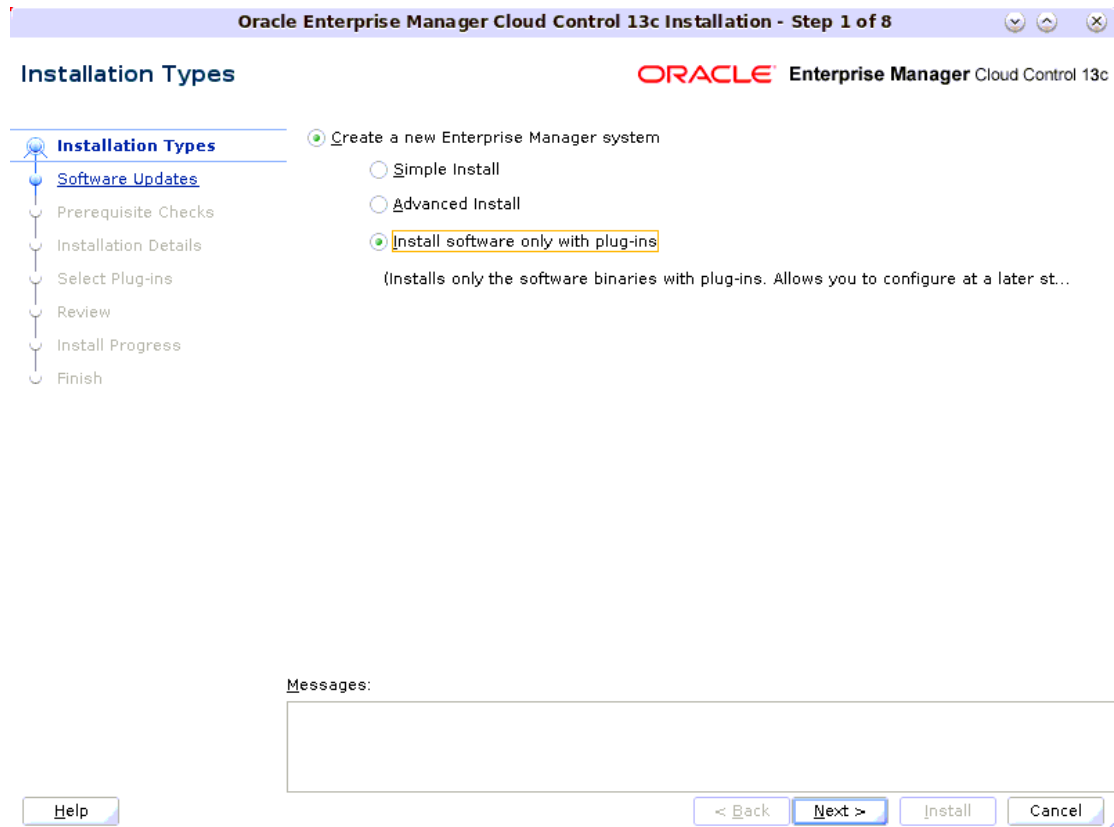 Oracle Enterprise Manager Cloud Control 13c Installation - Step 1 of 8
Installation Types
ORACLE Enterprise Manager Cloud Control 13c
Installation Types
Software Updates
Prerequisite Checks
Installation Details
Select Plug-ins
Review
Install Progress
Finish
Create a new Enterprise Manager system
Simple Install
Advanced Install
Install software only with plug-ins
(Installs only the software binaries with plug-ins. Allows you to configure at a later st...
Messages:
Help
< Back
Next >
Install
Cancel